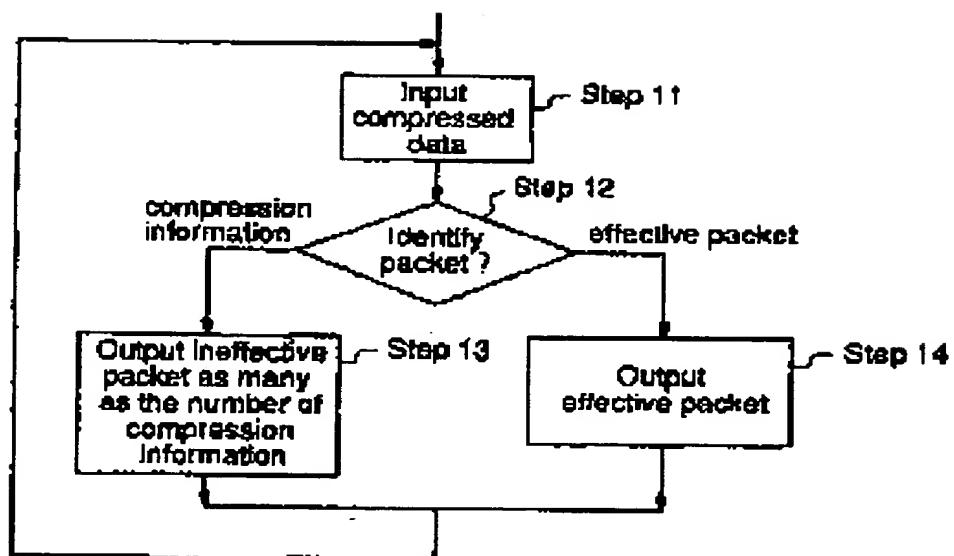 Input
compressed
data
Step 11
Step 12
compression
information
Identify
packet ?
effective packet
Output ineffective
packet as many
as the number of
compression
information
Step 13
Output
effective packet
Step 14